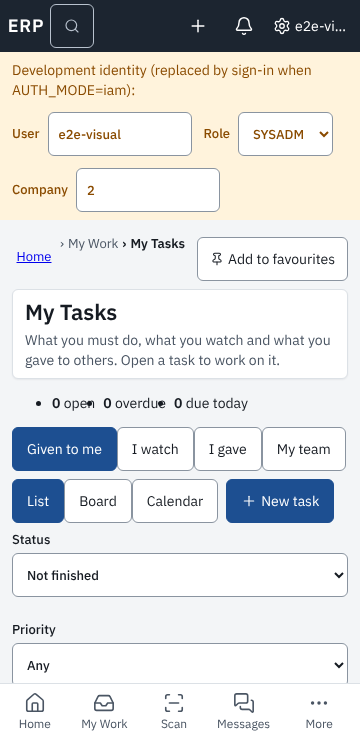 ERP
e2e-vi...
Development identity (replaced by sign-in when
AUTH_MODE=iam):
User
e2e-visual
Role
SYSADM
Company
2
Home
› My Work › My Tasks
Add to favourites
My Tasks
What you must do, what you watch and what you
gave to others. Open a task to work on it.
0 open
0 overdue
0 due today
Given to me
I watch
I gave
My team
List
Board
Calendar
+ New task
Status
Not finished
Priority
Any
Home
My Work
Scan
Messages
More